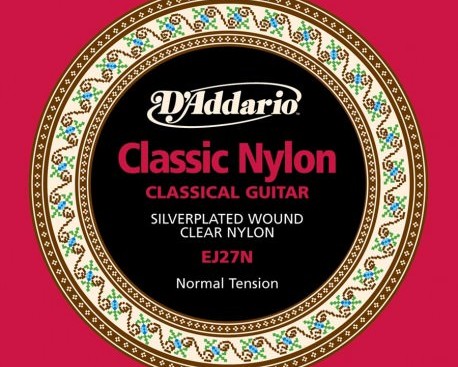 D'Addario
Classic Nylon
CLASSICAL GUITAR
SILVERPLATED WOUND
CLEAR NYLON
EJ27N
Normal Tension